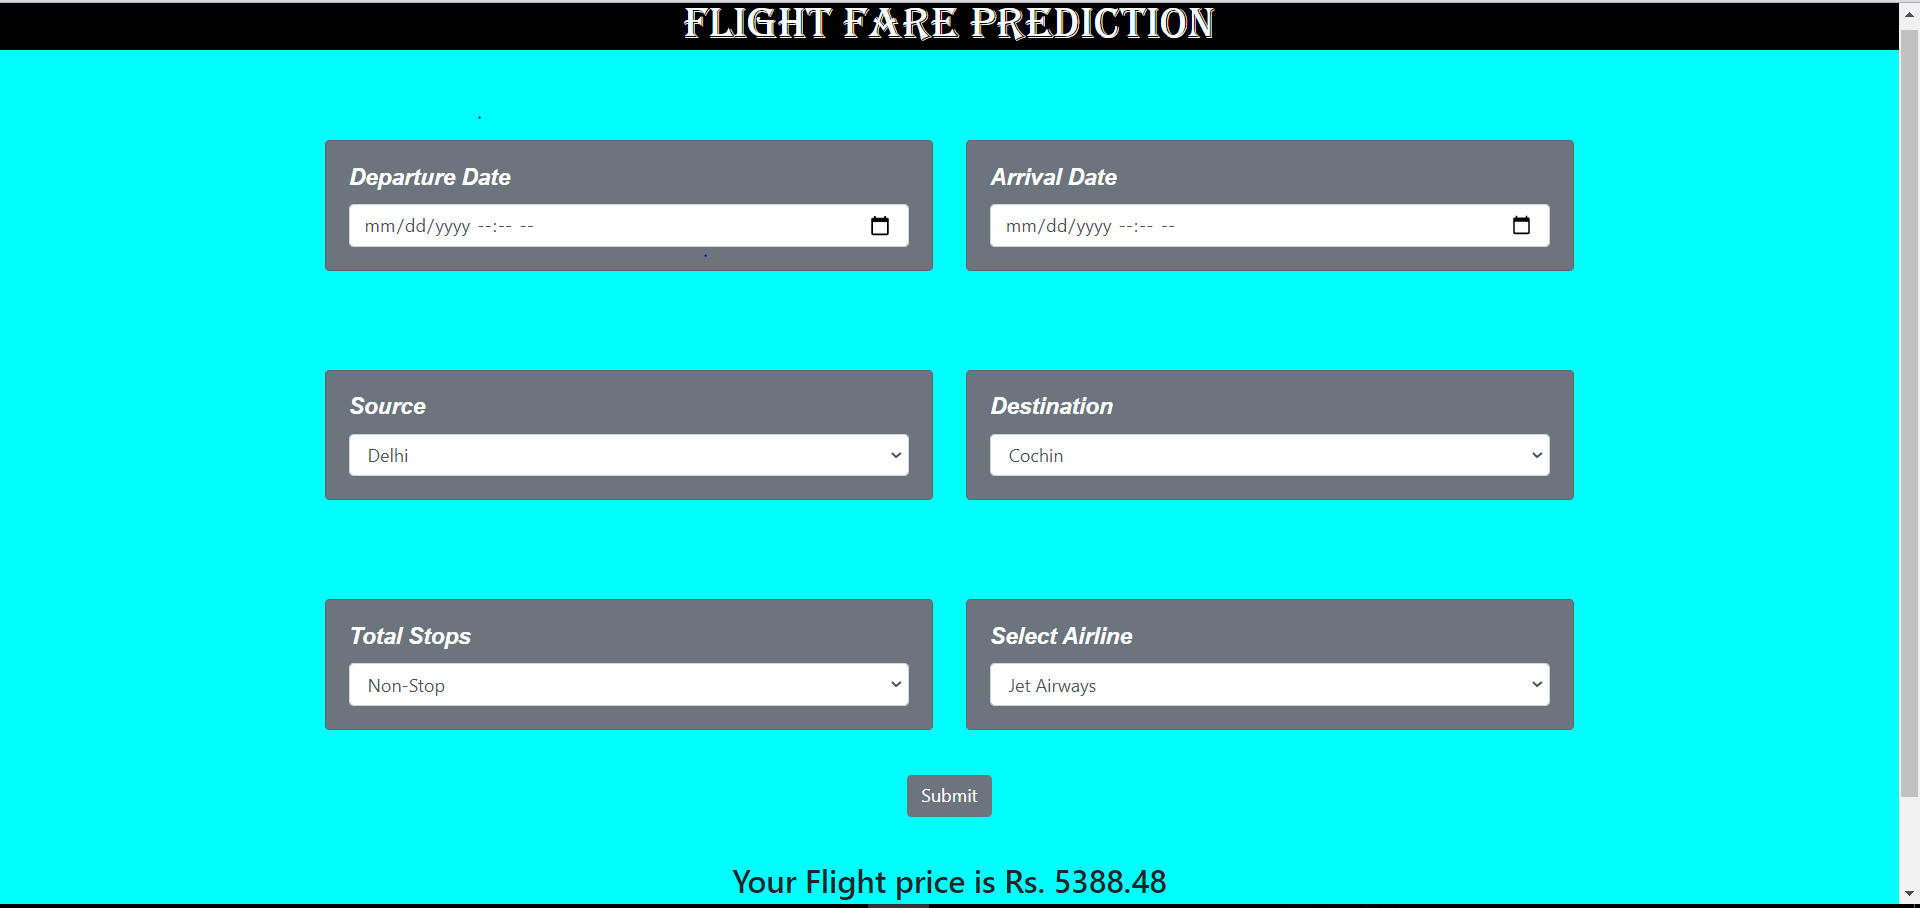 FLIGHT FARE PREDICTION
Departure Date
mm/dd/yyyy --:-- --
Arrival Date
mm/dd/yyyy --:-- --
Source
Delhi
Destination
Cochin
Total Stops
Non-Stop
Select Airline
Jet Airways
Submit
Your Flight price is Rs. 5388.48